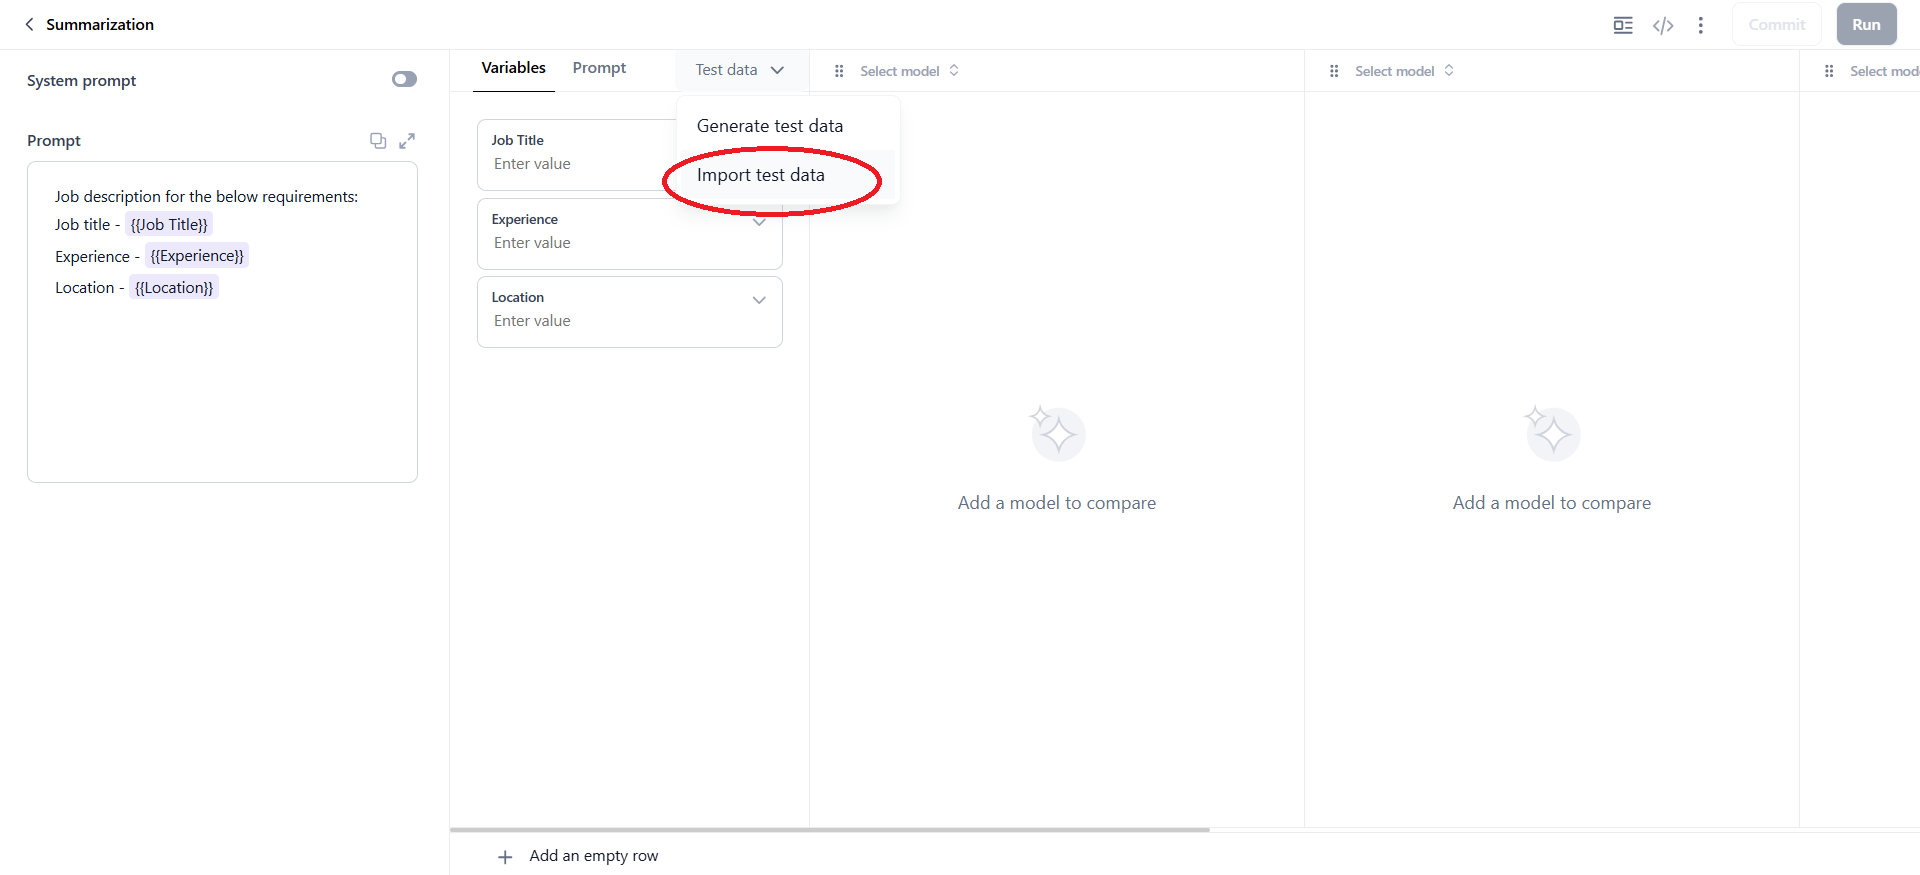 Summarization
Commit
Run
System prompt
Prompt
Job description for the below requirements:
Job title - {{Job Title}}
Experience - {{Experience}}
Location - {{Location}}
Variables
Prompt
Test data
Generate test data
Import test data
Job Title
Enter value
Experience
Enter value
Location
Enter value
Add an empty row
Select model
Add a model to compare
Select model
Add a model to compare
Select mod